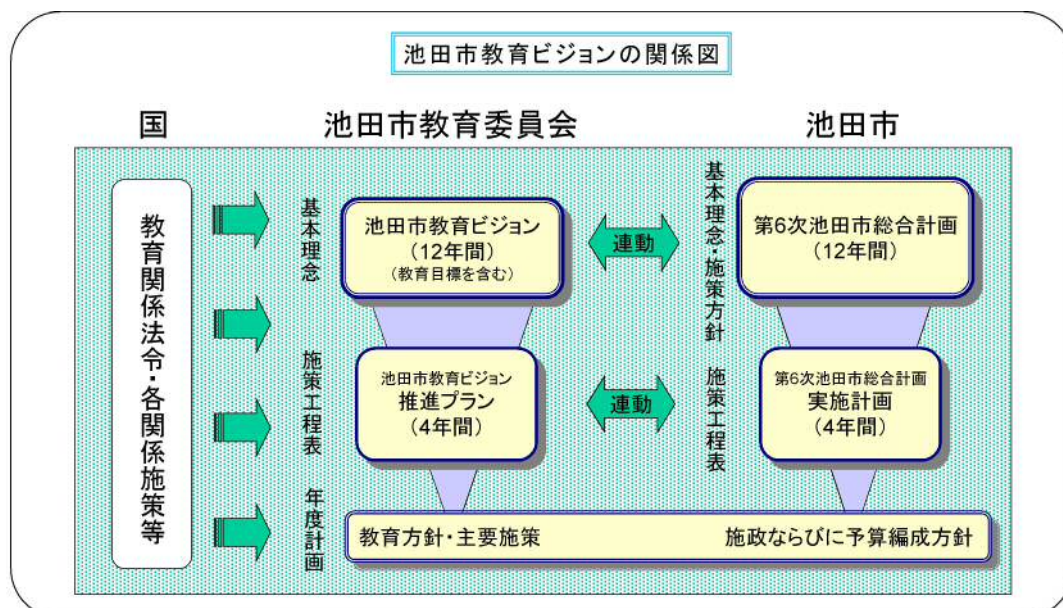 池田市教育ビジョンの関係図
国
池田市教育委員会
池田市
教育関係法令・各関係施策等
基本理念
池田市教育ビジョン
(12年間)
(教育目標を含む)
連動
基本理念・施策方針
第6次池田市総合計画
(12年間)
施策工程表
池田市教育ビジョン
推進プラン
(4年間)
連動
施策工程表
第6次池田市総合計画
実施計画
(4年間)
年度計画
教育方針・主要施策
施政ならびに予算編成方針